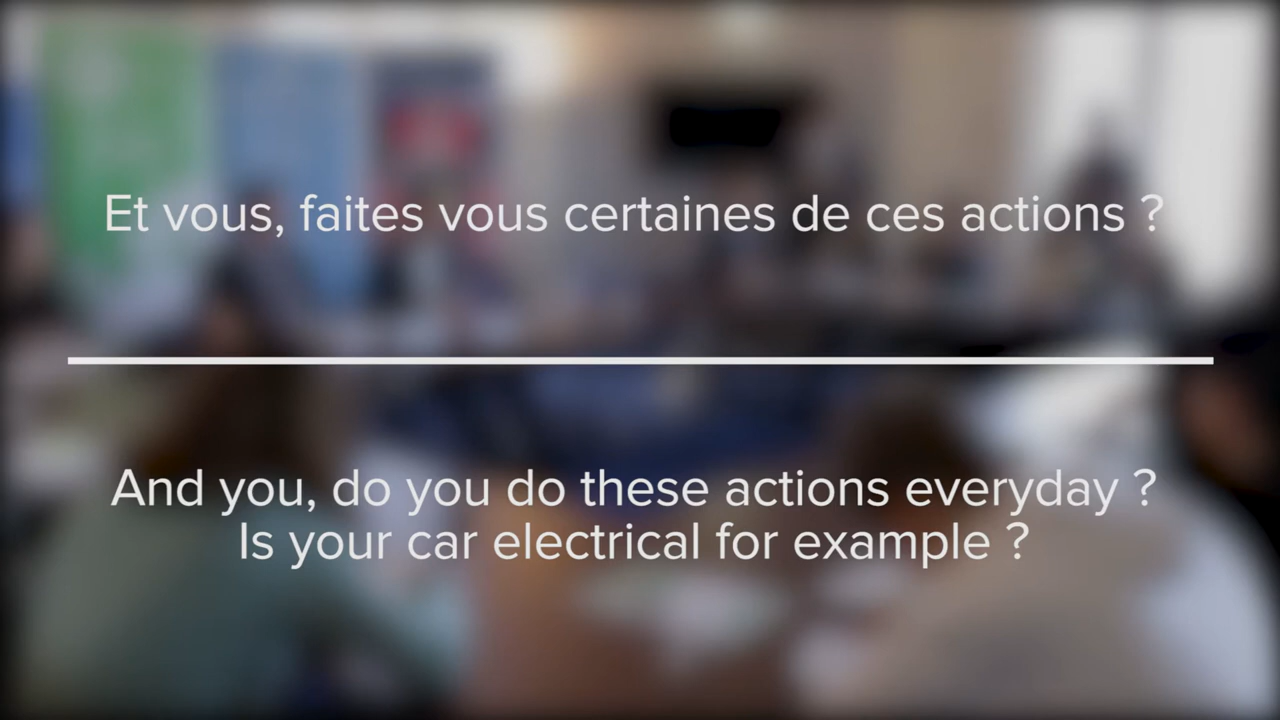 Et vous, faites vous certaines de ces actions ?
And you, do you do these actions everyday ?
Is your car electrical for example ?